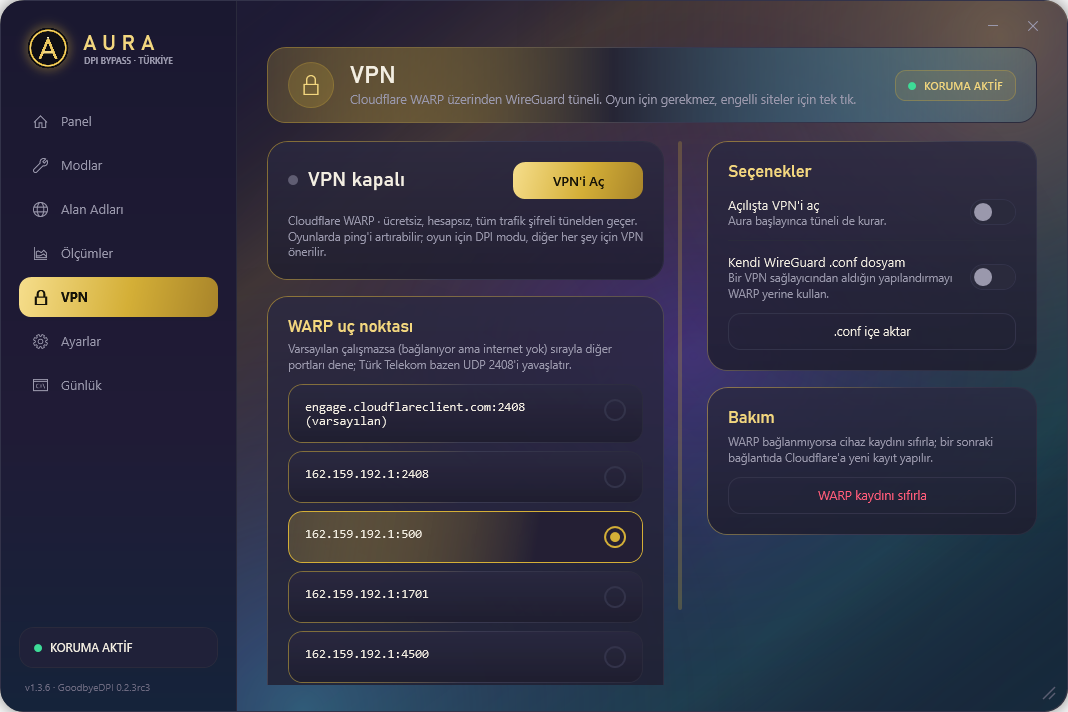 AURA
DPI BYPASS · TÜRKİYE
Panel
Modlar
Alan Adları
Ölçümler
VPN
Ayarlar
Günlük
KORUMA AKTİF
v1.3.6 · GoodbyeDPI 0.2.3rc3
VPN
Cloudflare WARP üzerinden WireGuard tüneli. Oyun için gerekmez, engelli siteler için tek tık.
KORUMA AKTİF
VPN kapalı
VPN'i Aç
Cloudflare WARP · ücretsiz, hesapsız, tüm trafik şifreli tünelden geçer.
Oyunlarda ping'i artırabilir; oyun için DPI modu, diğer her şey için VPN
önerilir.
WARP uç noktası
Varsayılan çalışmazsa (bağlanıyor ama internet yok) sırayla diğer
portları dene; Türk Telekom bazen UDP 2408'i yavaşlatır.
engage.cloudflareclient.com:2408
(varsayılan)
162.159.192.1:2408
162.159.192.1:500
162.159.192.1:1701
162.159.192.1:4500
Seçenekler
Açılışta VPN'i aç
Aura başlayınca tüneli de kurar.
Kendi WireGuard .conf dosyam
Bir VPN sağlayıcından aldığın yapılandırmayı
WARP yerine kullan.
.conf içe aktar
Bakım
WARP bağlanmıyorsa cihaz kaydını sıfırla; bir sonraki
bağlantıda Cloudflare'a yeni kayıt yapılır.
WARP kaydını sıfırla